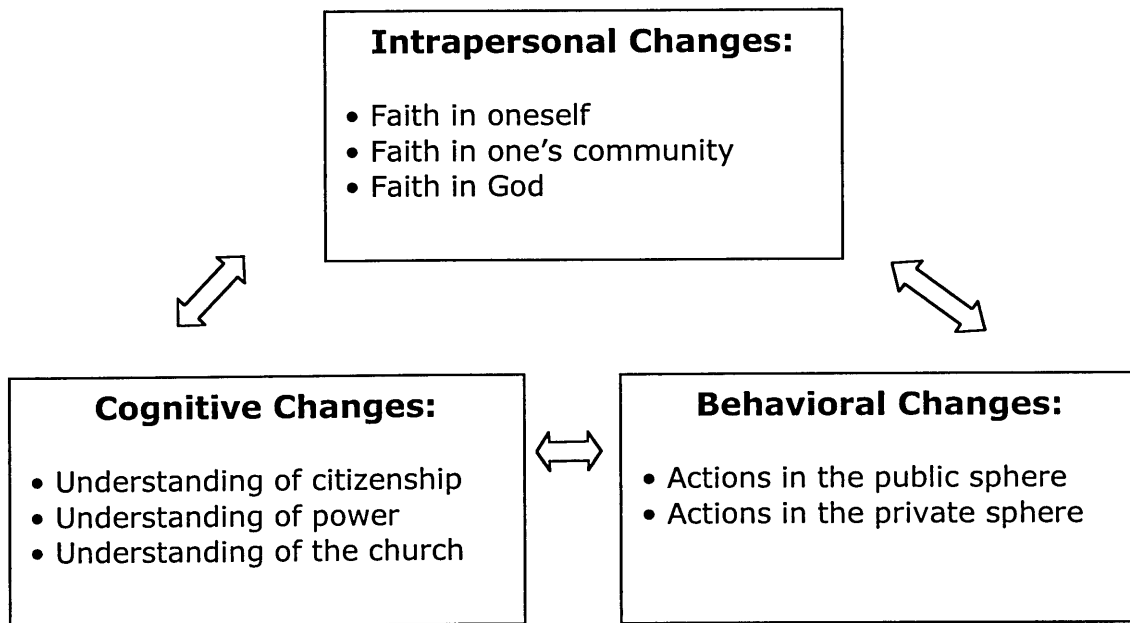 Intrapersonal Changes:
• Faith in oneself
• Faith in one's community
• Faith in God
Cognitive Changes:
• Understanding of citizenship
• Understanding of power
• Understanding of the church
Behavioral Changes:
• Actions in the public sphere
• Actions in the private sphere